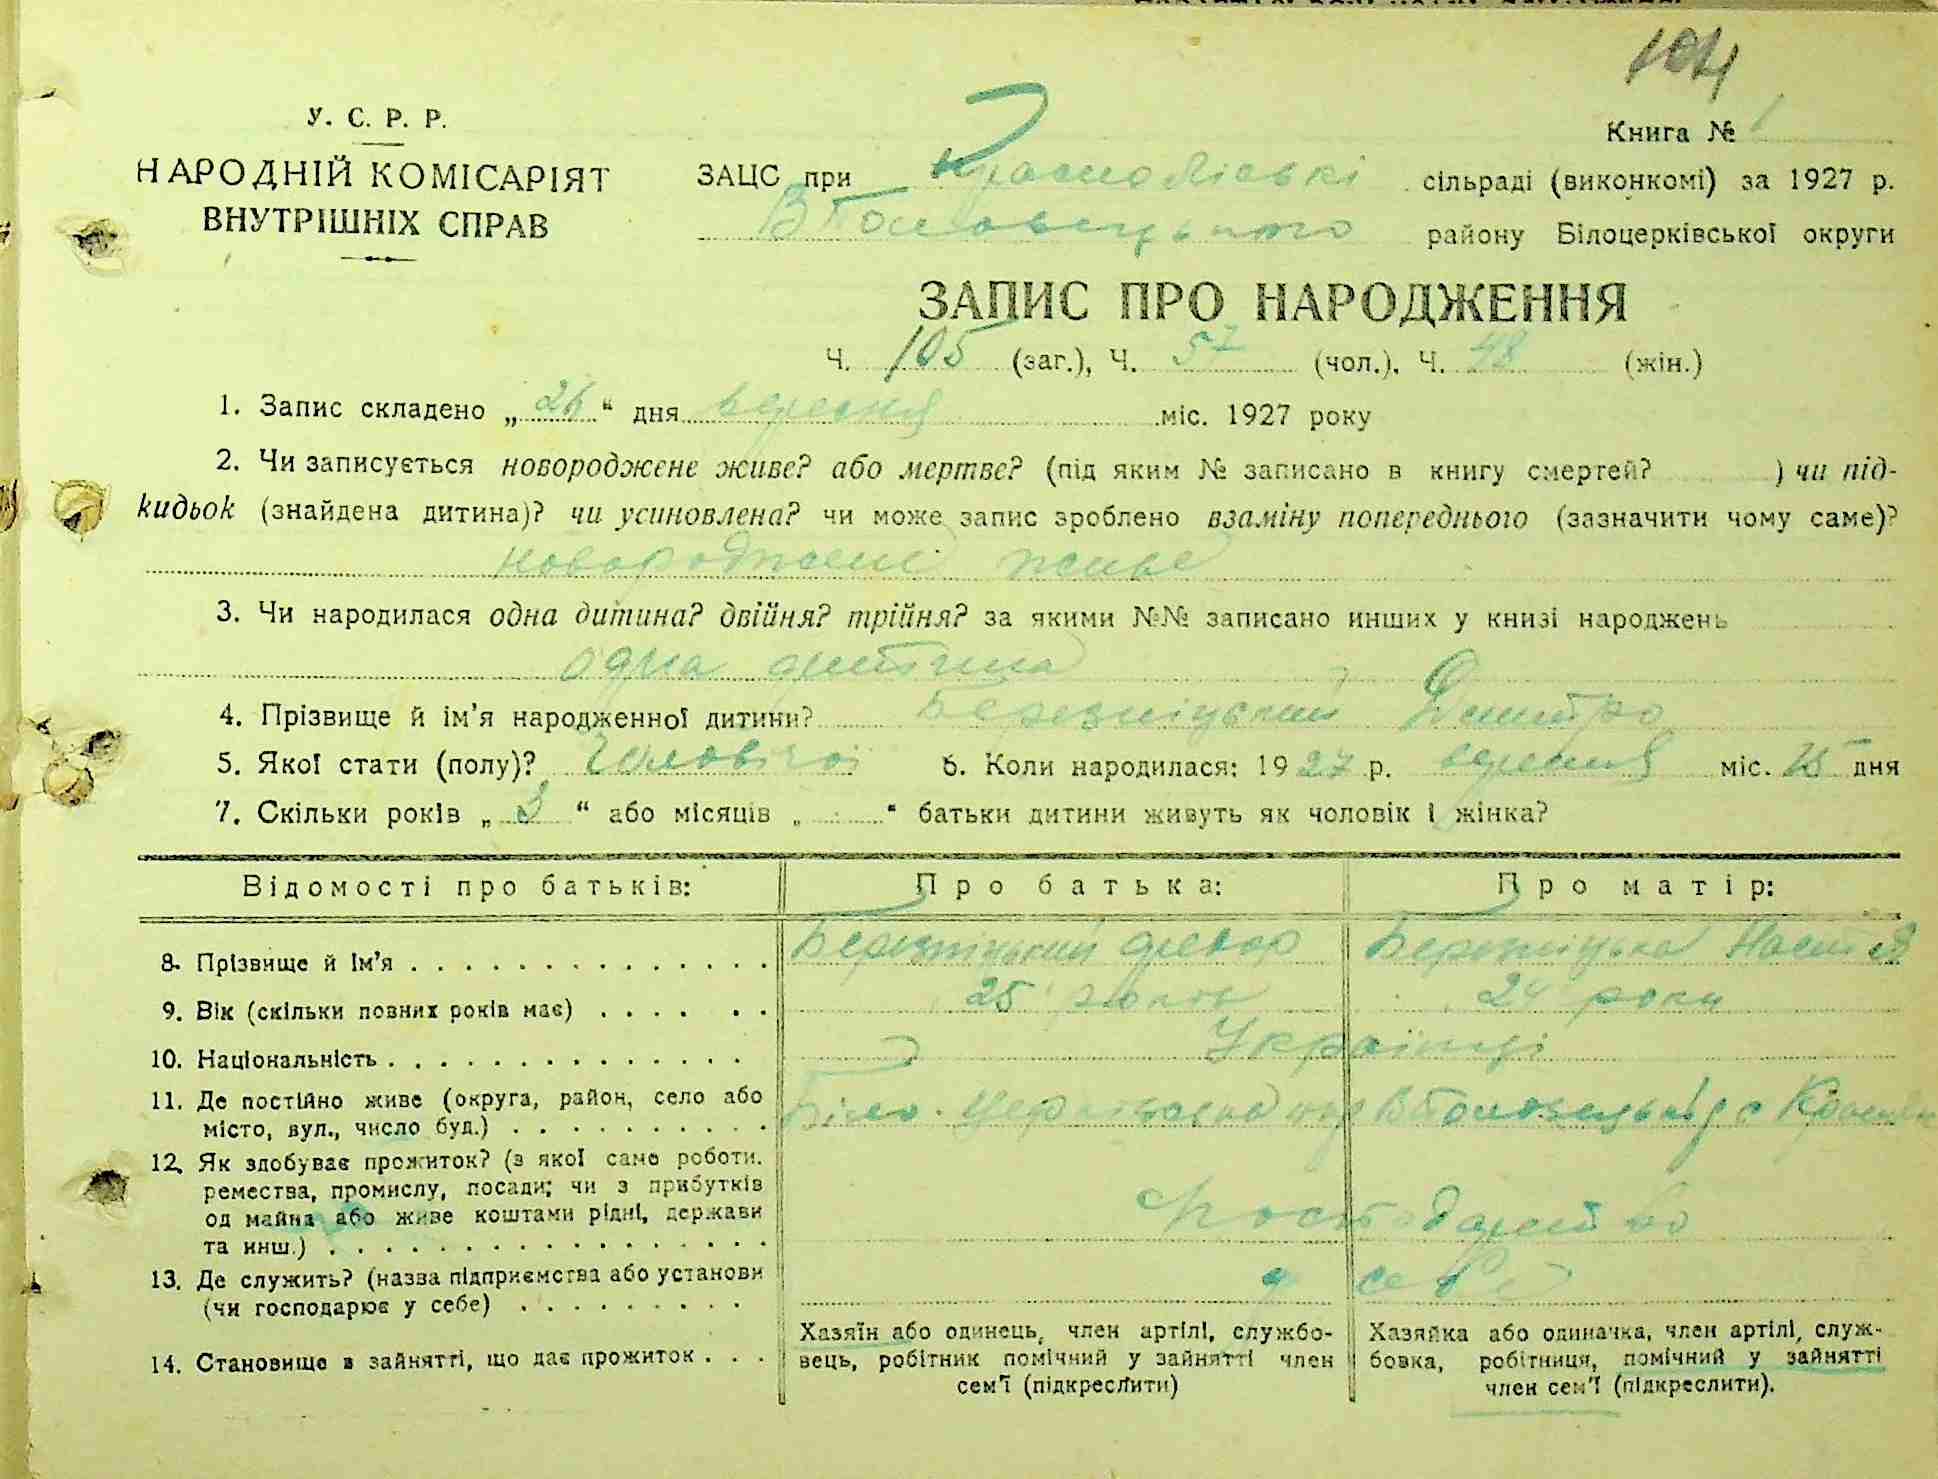 104
У. С. Р. Р.
НАРОДНІЙ КОМІСАРІЯТ
ВНУТРІШНІХ СПРАВ
Книга № 1
ЗАЦС при Красноліські сільраді (виконкомі) за 1927 р.
району Білоцерківської округи
ЗАПИС ПРО НАРОДЖЕННЯ
Ч. 105 (заг.), Ч. 57 (чол.), Ч. 48 (жін.)
1. Запис складено „ 26 “ дня вересня міс. 1927 року
2. Чи записується новороджене живе? або мертве? (під яким № записано в книгу смертей? ) чи під-
кидьок (знайдена дитина)? чи усиновлена? чи може запис зроблено взаміну попереднього (зазначити чому саме)?
новороджене живе
3. Чи народилася одна дитина? двійня? трійня? за якими №№ записано инших у книзі народжень
одна дитина
4. Прізвище й ім’я народженної дитини? Березніцький Дмитро
5. Якої стати (полу)? Чоловічої 6. Коли народилася: 1927 р. вересня міс. 25 дня
7. Скільки років „ 3 “ або місяців „ “ батьки дитини живуть як чоловік і жінка?
Відомості про батьків: Про батька: Про матір:
8. Прізвище й ім’я Березніцький Березніцька Настя
9. Вік (скільки повних років має) 25 років 24 роки
10. Національність Українці
11. Де постійно живе (округа, район, село або
місто, вул., число буд.) Біло-Церківська с
12. Як здобуває прожиток? (з якої саме роботи.
ремества, промислу, посади; чи з прибутків
од майна або живе коштами рідні, держави
та инш.) Господарство
13. Де служить? (назва підприємства або установи
(чи господарює у себе) у себе
14. Становище в зайнятті, що дає прожиток
Хазяїн або одинець, член артілі, службо-
вець, робітник помічний у зайнятті член
сем’ї (підкреслити)
Хазяйка або одиначка, член артілі, служ-
бовка, робітниця, помічний у зайнятті
член сем’ї (підкреслити).